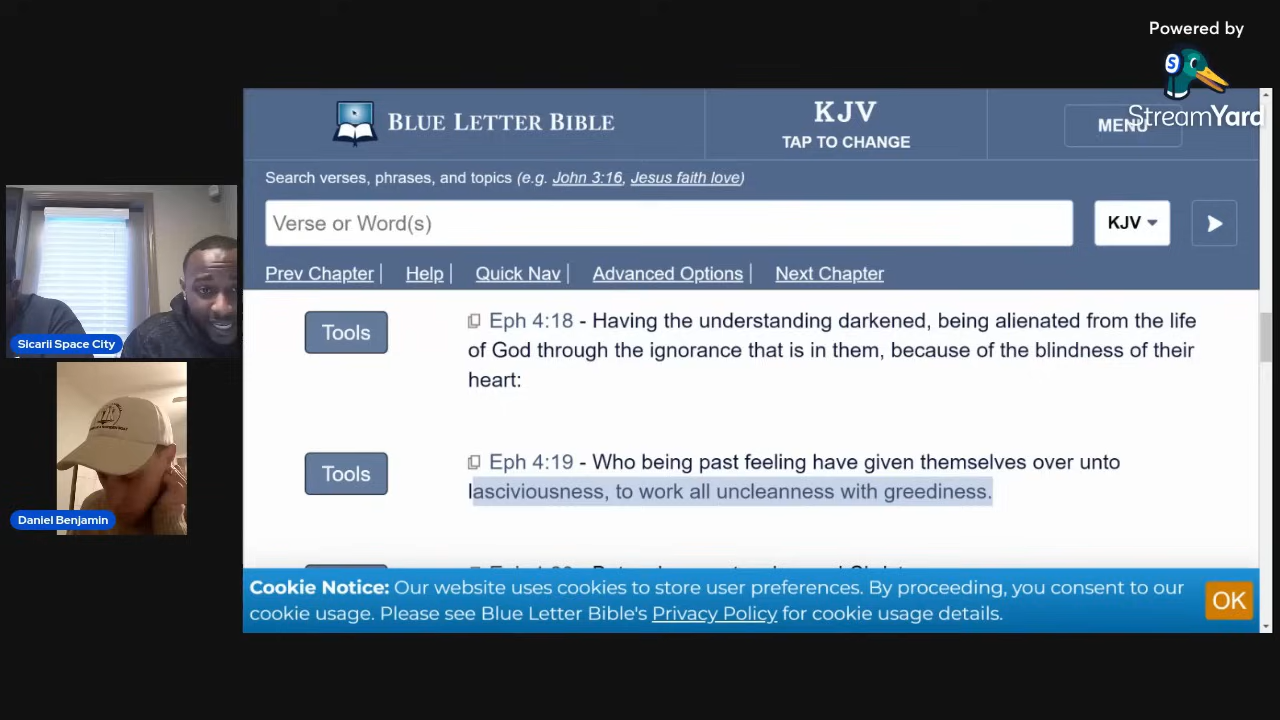 Powered by
StreamYard
BLUE LETTER BIBLE
KJV
TAP TO CHANGE
MENU
Search verses, phrases, and topics (e.g. John 3:16, Jesus faith love)
Verse or Word(s)
KJV
Prev Chapter | Help | Quick Nav | Advanced Options | Next Chapter
Sicarii Space City
Daniel Benjamin
Tools
Eph 4:18 - Having the understanding darkened, being alienated from the life
of God through the ignorance that is in them, because of the blindness of their
heart:
Tools
Eph 4:19 - Who being past feeling have given themselves over unto
lasciviousness, to work all uncleanness with greediness.
Cookie Notice: Our website uses cookies to store user preferences. By proceeding, you consent to our
cookie usage. Please see Blue Letter Bible's Privacy Policy for cookie usage details.
OK